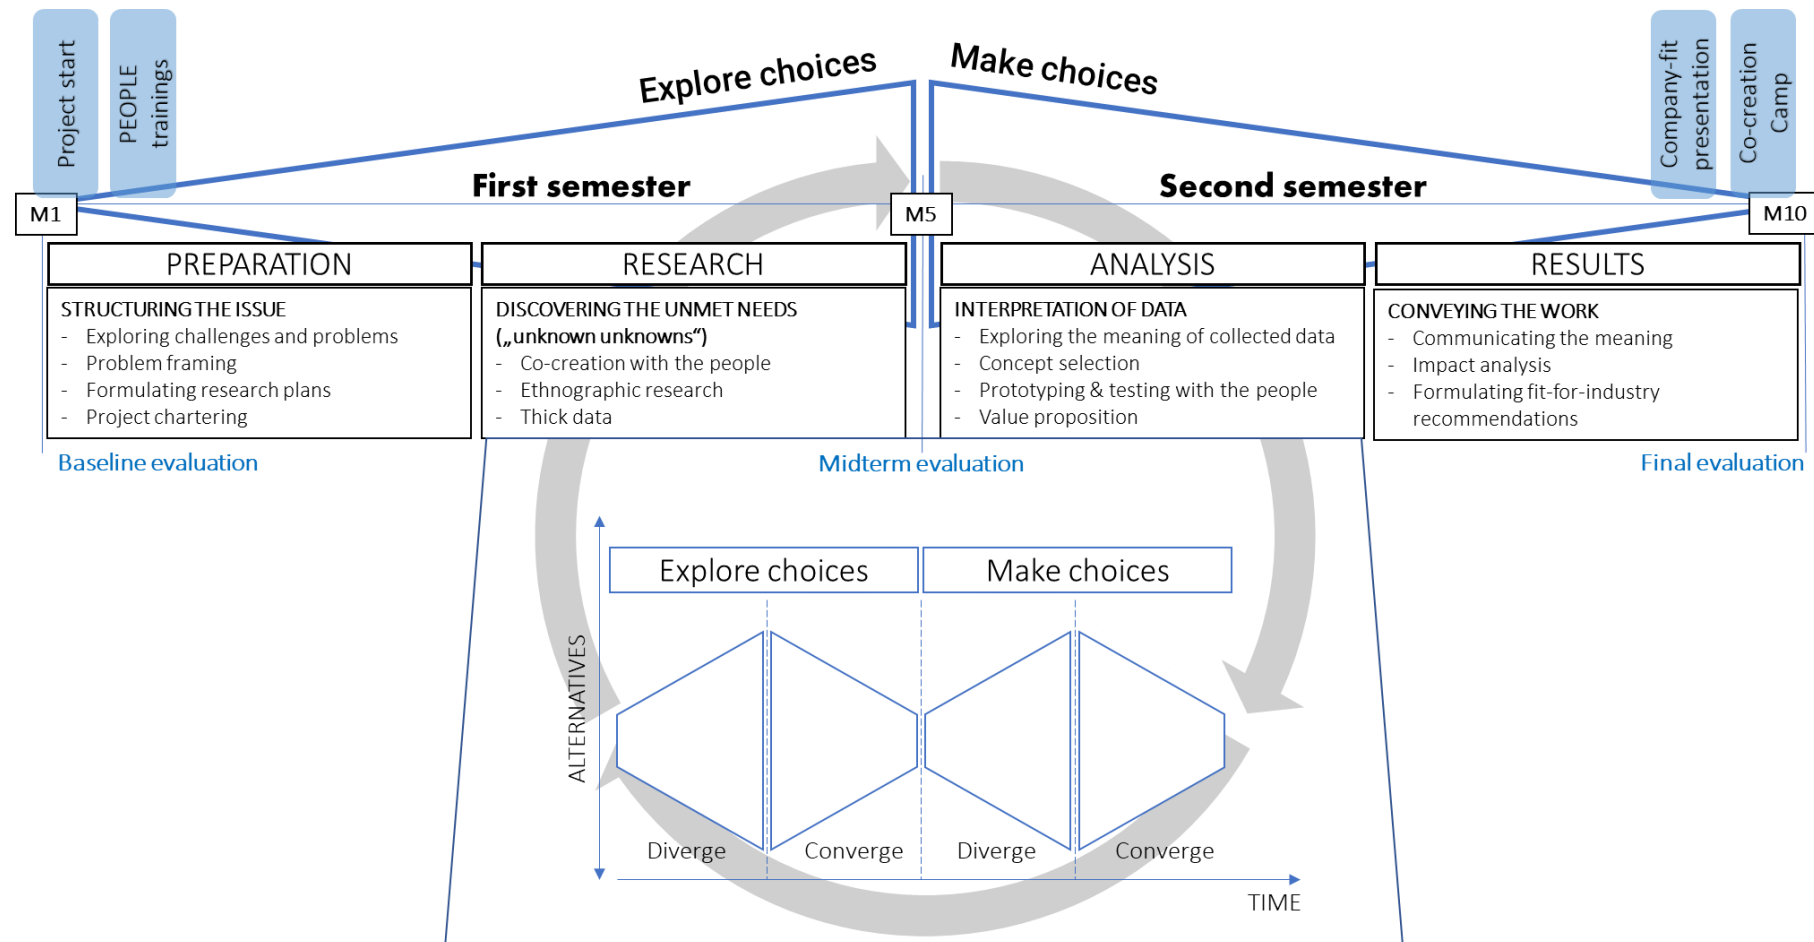 Project start
PEOPLE
trainings
Explore choices
Make choices
Company-fit
presentation
Co-creation
Camp
First semester
Second semester
M1
M5
M10
PREPARATION
STRUCTURING THE ISSUE
- Exploring challenges and problems
- Problem framing
- Formulating research plans
- Project chartering
RESEARCH
DISCOVERING THE UNMET NEEDS
(„unknown unknowns“)
- Co-creation with the people
- Ethnographic research
- Thick data
ANALYSIS
INTERPRETATION OF DATA
- Exploring the meaning of collected data
- Concept selection
- Prototyping & testing with the people
- Value proposition
RESULTS
CONVEYING THE WORK
- Communicating the meaning
- Impact analysis
- Formulating fit-for-industry
recommendations
Baseline evaluation
Midterm evaluation
Final evaluation
Explore choices
Make choices
ALTERNATIVES
Diverge
Converge
Diverge
Converge
TIME